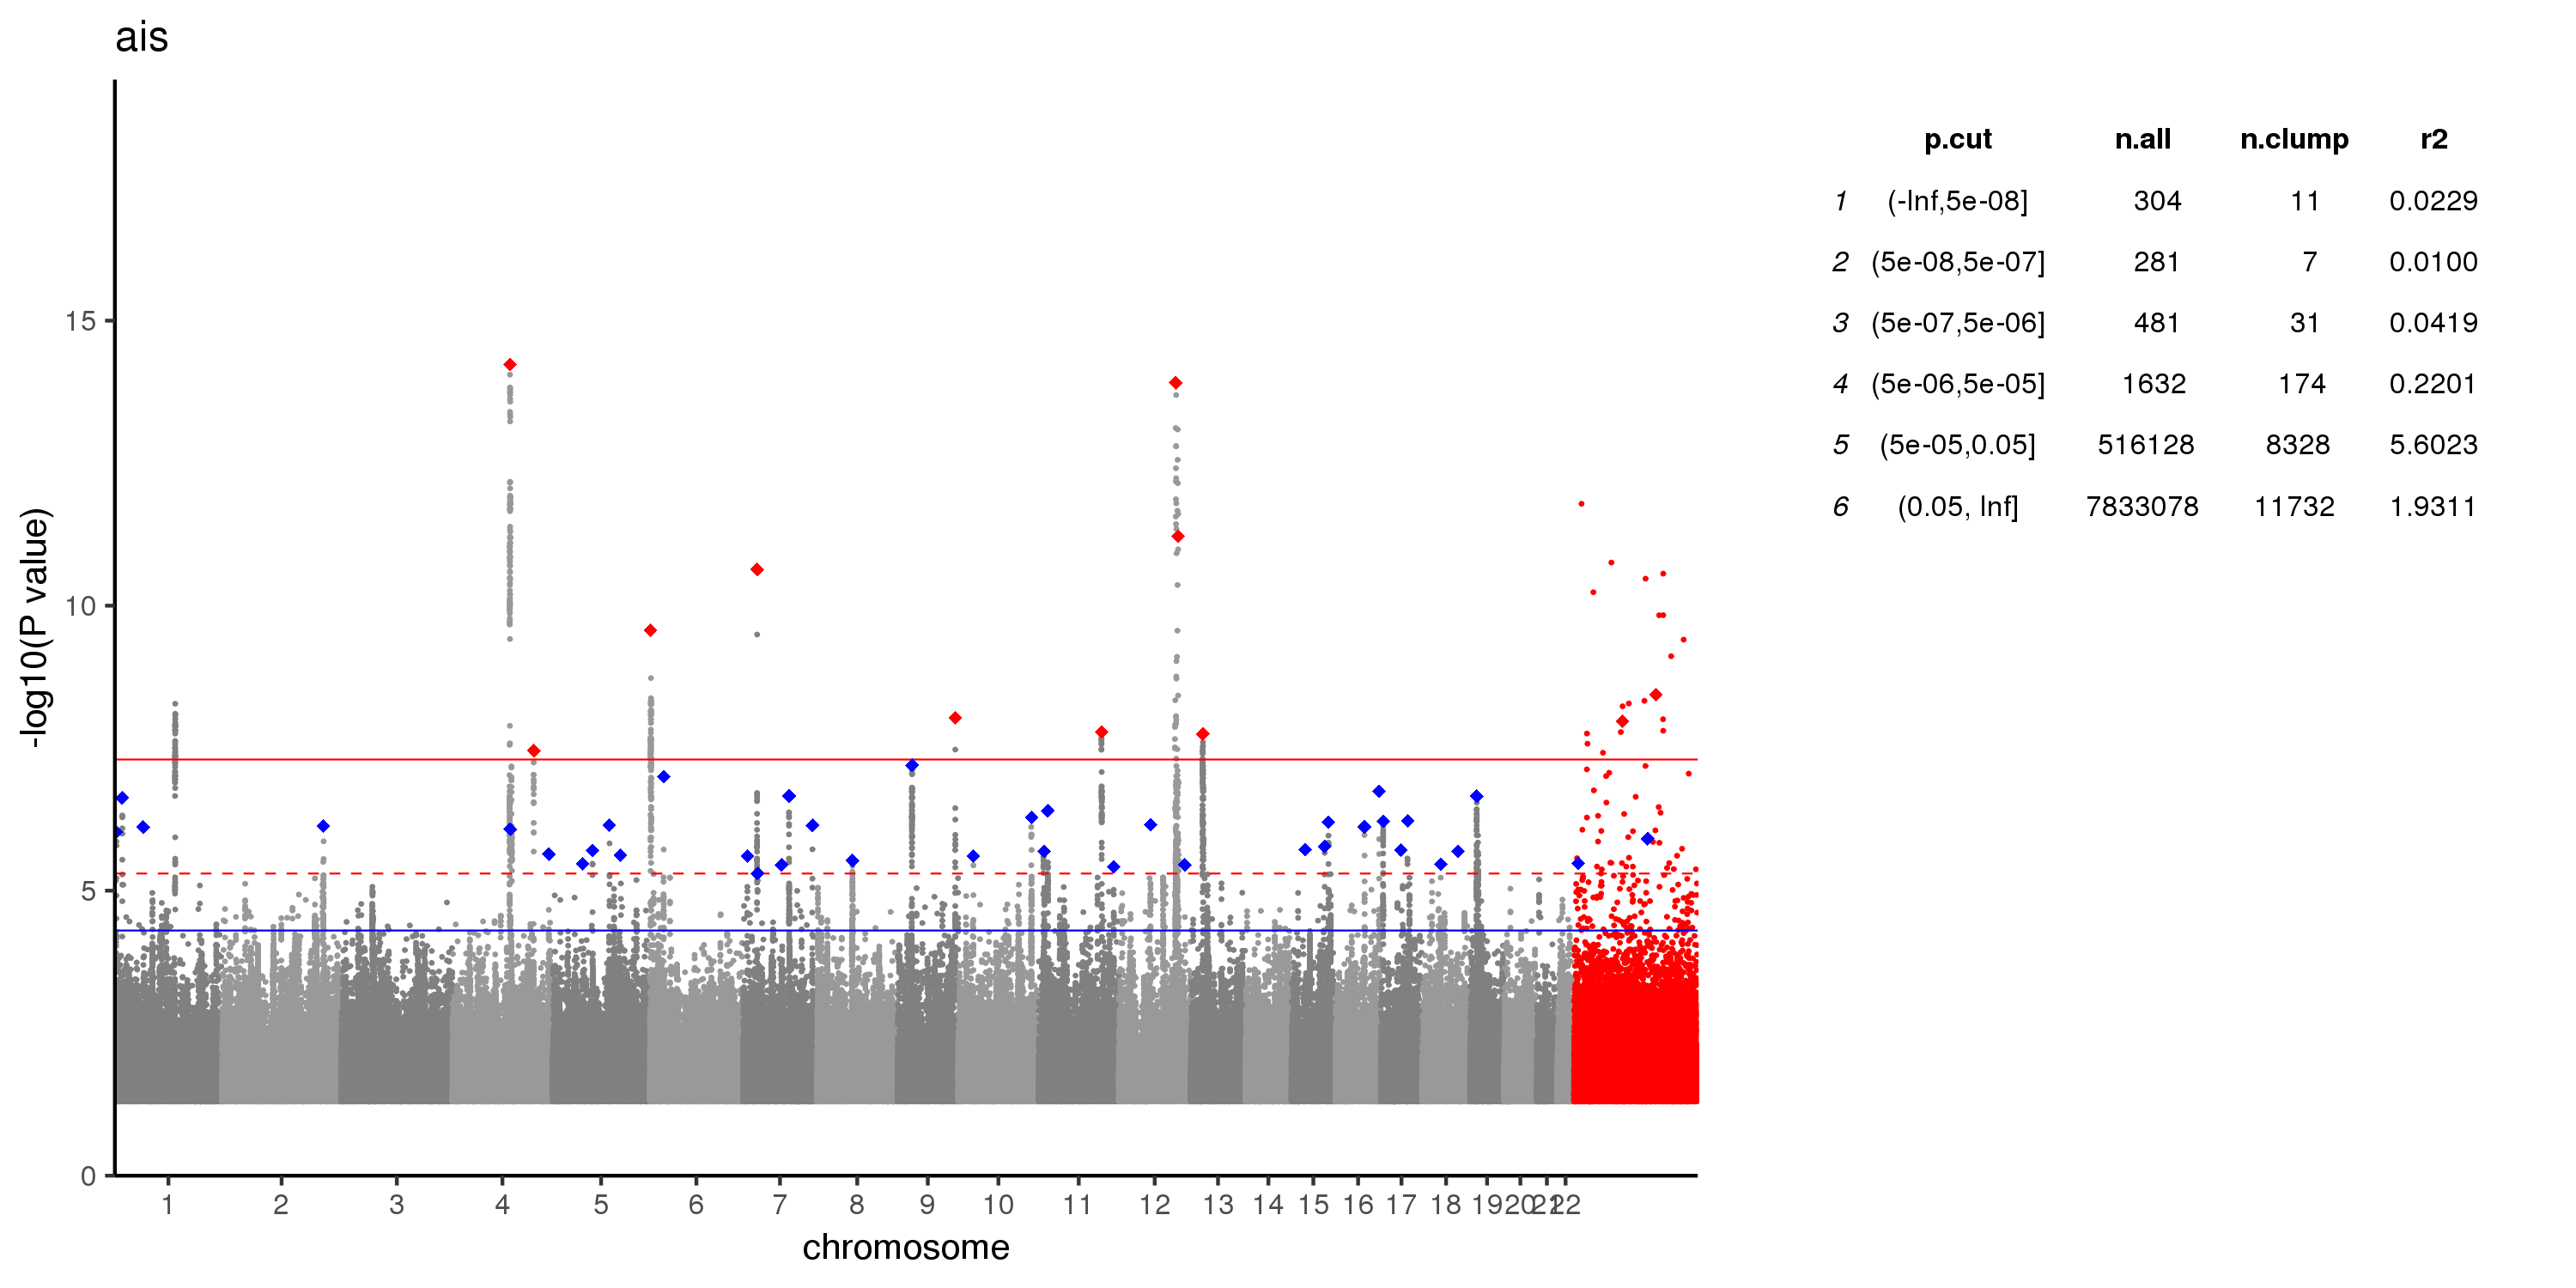 ais
-log10(P value)
15
10
5
0
1 2 3 4 5 6 7 8 9 10 11 12 13 14 15 16 17 18 19 20 21 22
chromosome
p.cut n.all n.clump r2
1 (-Inf,5e-08] 304 11 0.0229
2 (5e-08,5e-07] 281 7 0.0100
3 (5e-07,5e-06] 481 31 0.0419
4 (5e-06,5e-05] 1632 174 0.2201
5 (5e-05,0.05] 516128 8328 5.6023
6 (0.05, Inf] 7833078 11732 1.9311